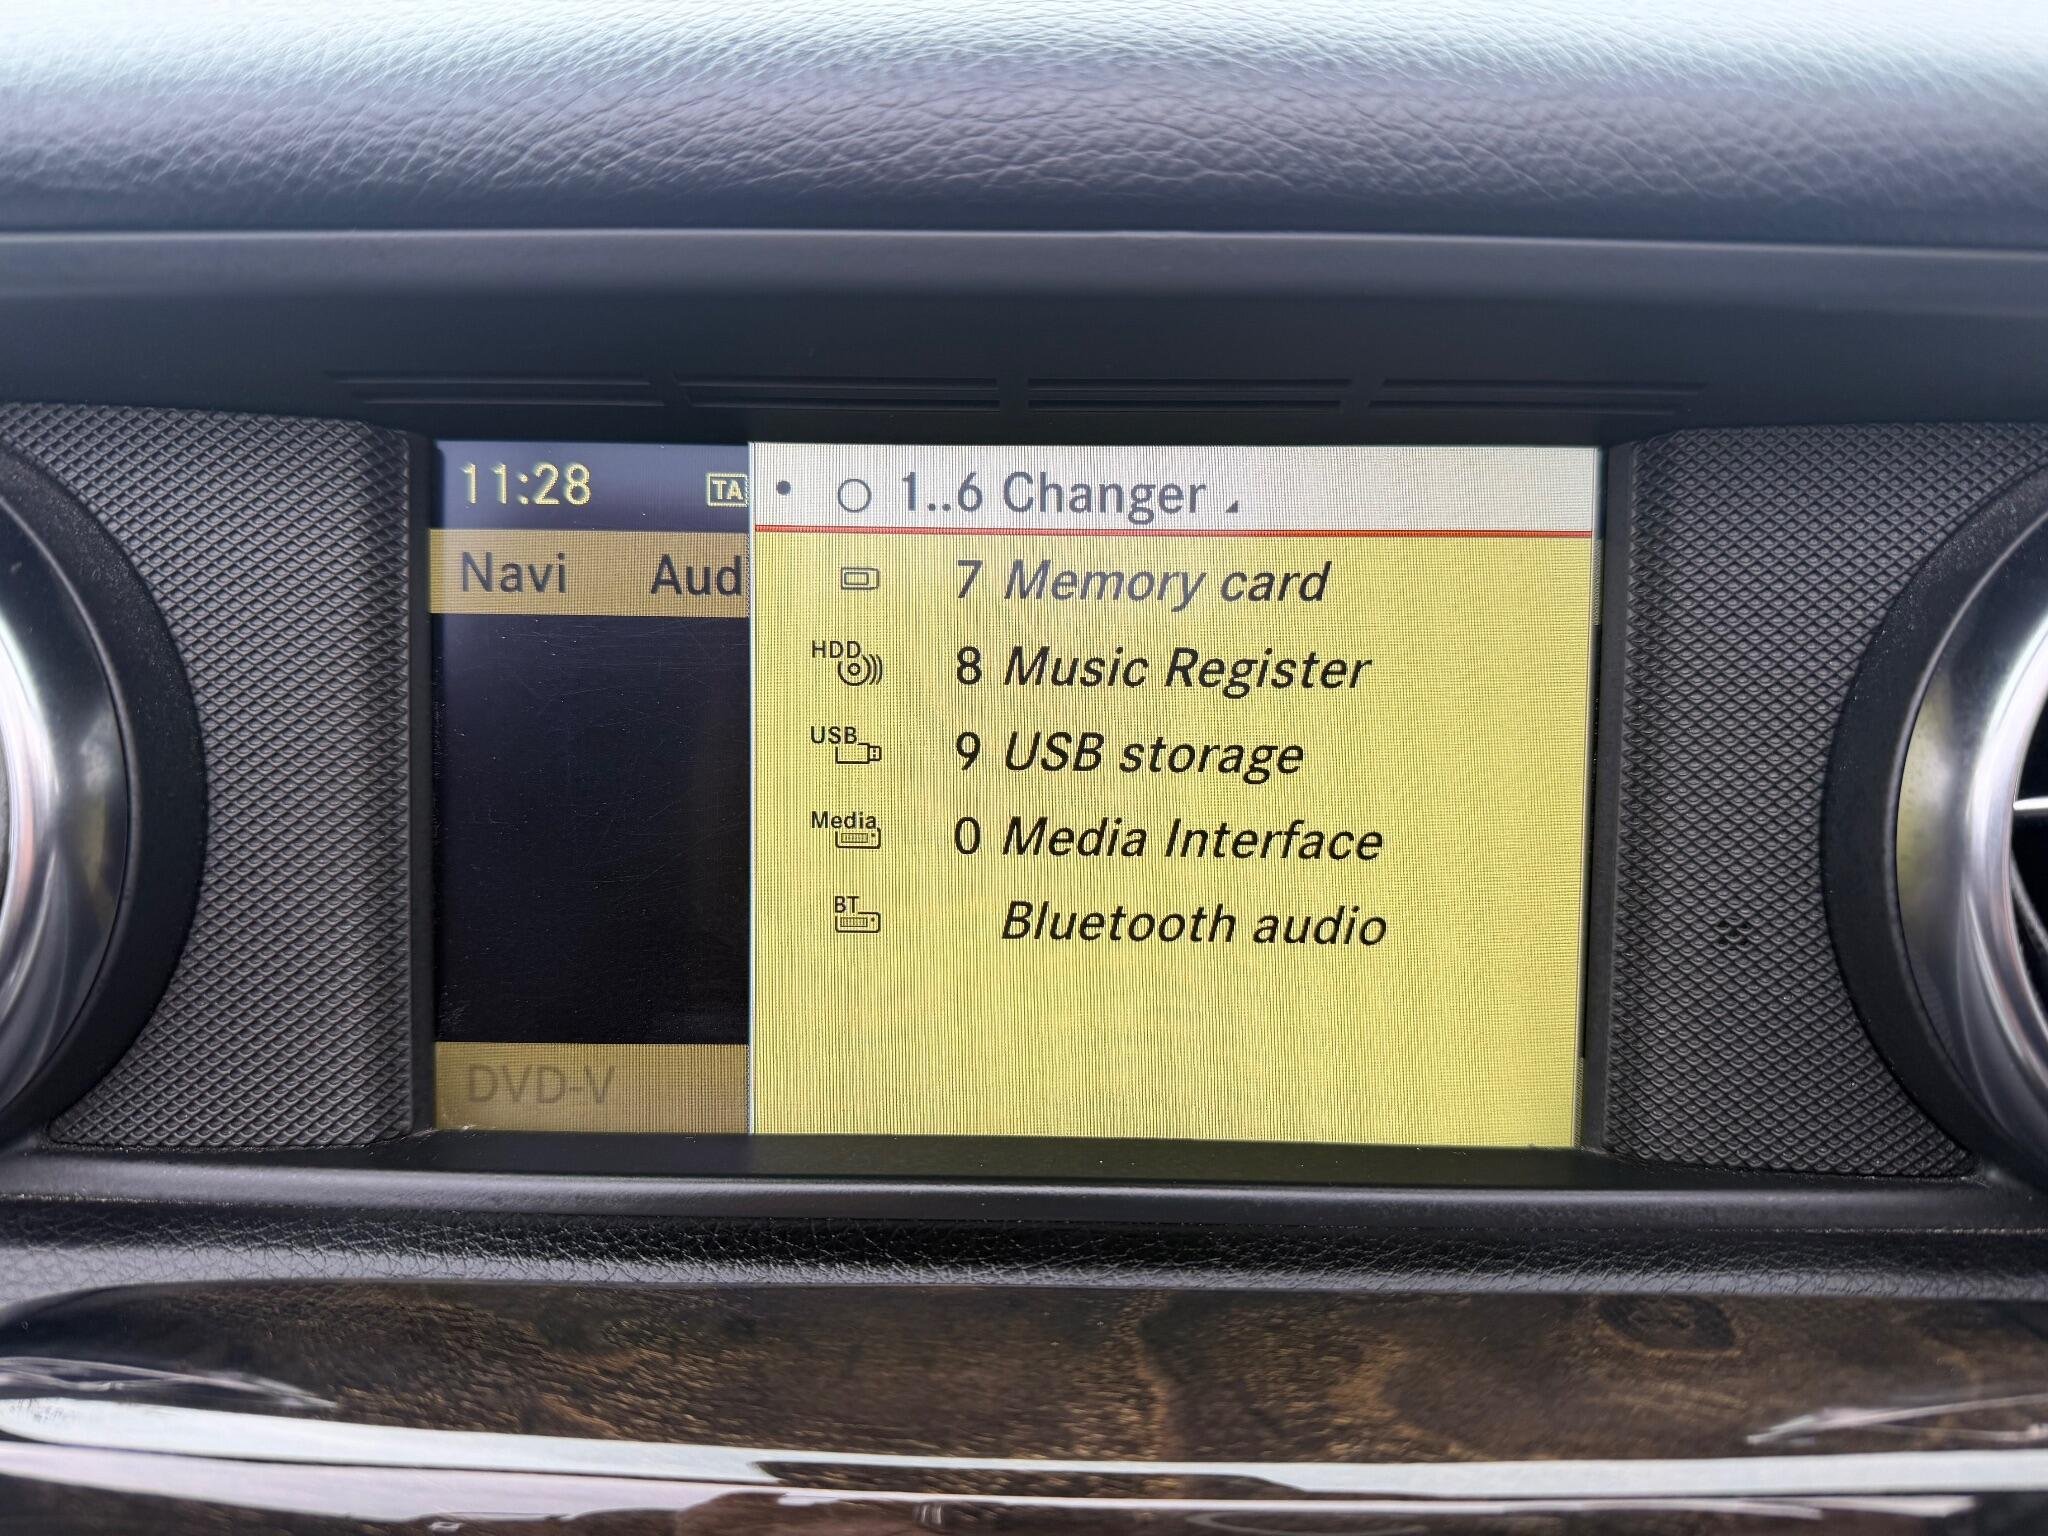 11:28 TA
Navi Aud
DVD-V
1..6 Changer
7 Memory card
HDD 8 Music Register
USB 9 USB storage
Media 0 Media Interface
BT Bluetooth audio